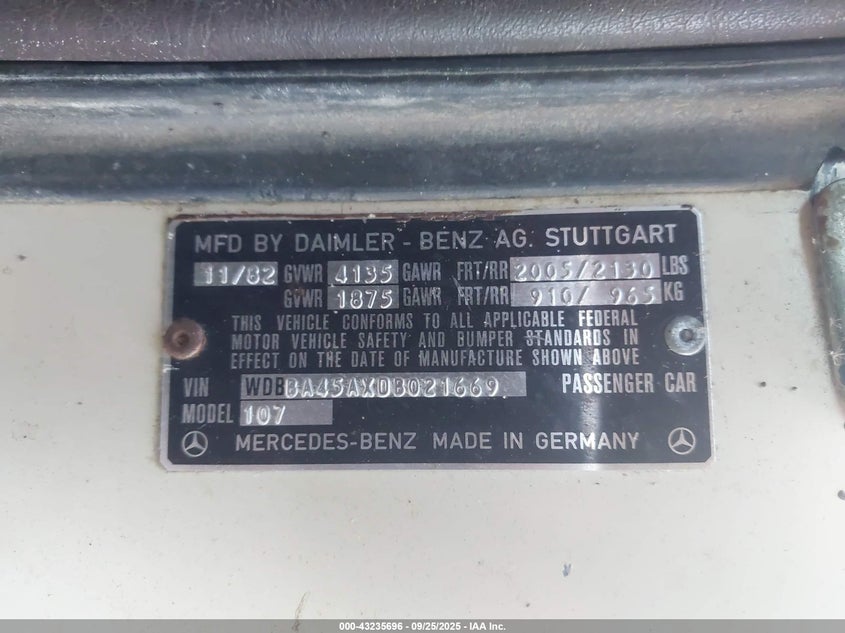 MFD BY DAIMLER - BENZ AG. STUTTGART
11/82 GVWR 4135 GAWR FRT/RR 2005/2130 LBS
GVWR 1875 GAWR FRT/RR 910/ 965 KG
THIS VEHICLE CONFORMS TO ALL APPLICABLE FEDERAL
MOTOR VEHICLE SAFETY AND BUMPER STANDARDS IN
EFFECT ON THE DATE OF MANUFACTURE SHOWN ABOVE
VIN WDBBA45AXDB021669 PASSENGER CAR
MODEL 107
MERCEDES-BENZ MADE IN GERMANY
000-43235696 - 09/25/2025 - IAA Inc.